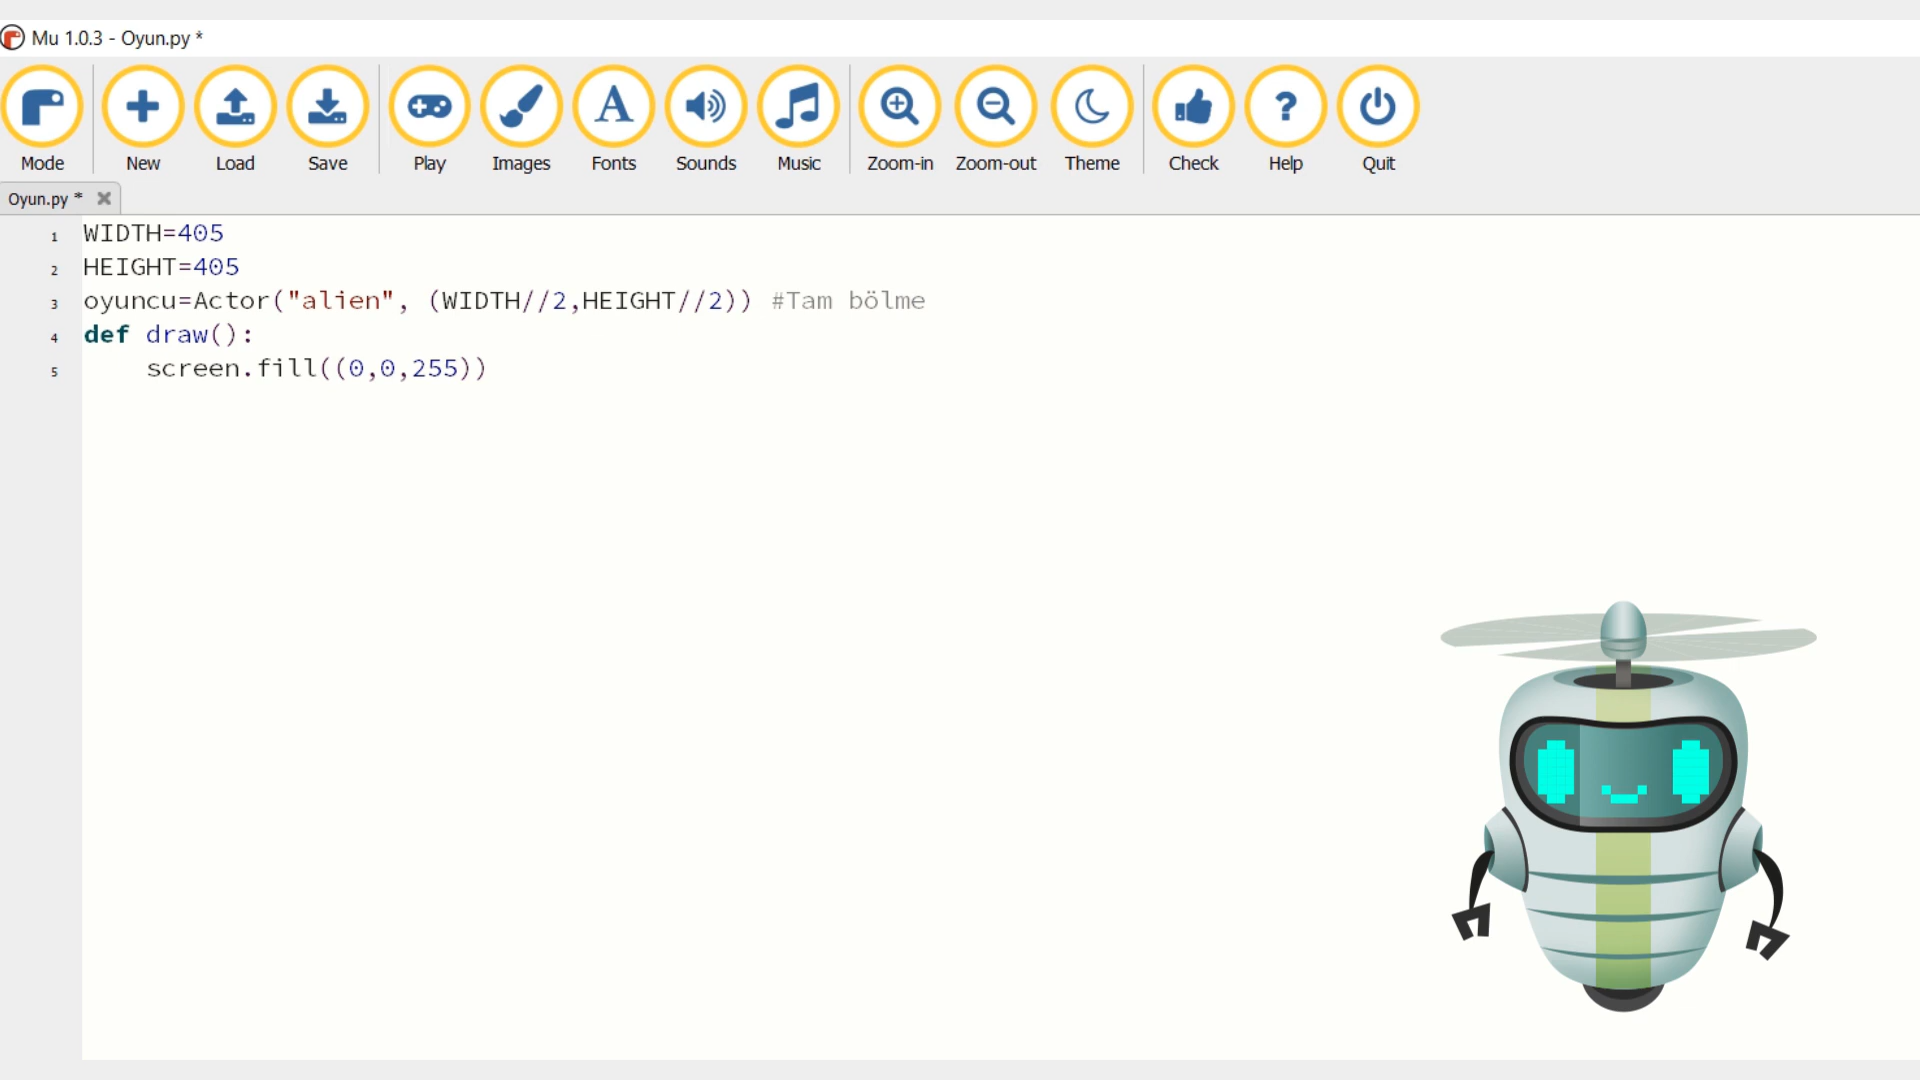 Mu 1.0.3 - Oyun.py *
Mode New Load Save Play Images Fonts Sounds Music Zoom-in Zoom-out Theme Check Help Quit
Oyun.py *
1 WIDTH=405
2 HEIGHT=405
3 oyuncu=Actor("alien", (WIDTH//2,HEIGHT//2)) #Tam bölme
4 def draw():
5 screen.fill((0,0,255))